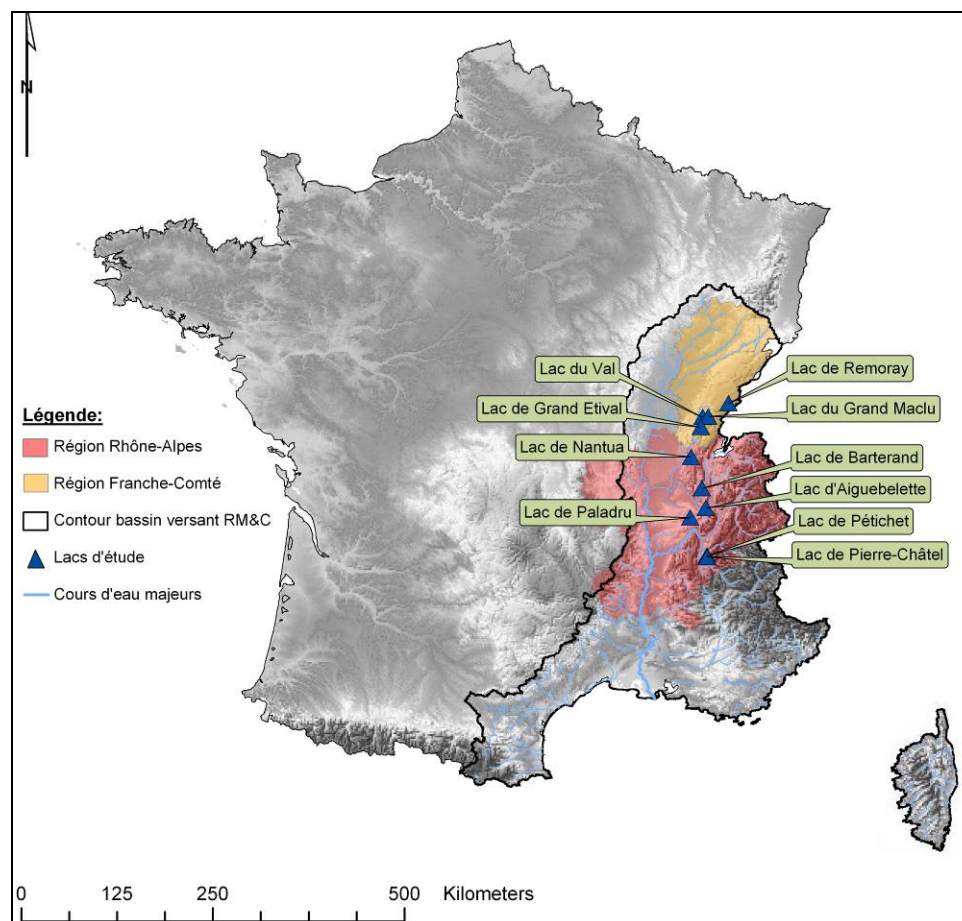 N
Lac du Val
Lac de Remoray
Lac de Grand Etival
Lac du Grand Maclu
Lac de Nantua
Lac de Barterand
Lac d'Aiguebelette
Lac de Paladru
Lac de Pétichet
Lac de Pierre-Châtel
Légende:
Région Rhône-Alpes
Région Franche-Comté
Contour bassin versant RM&C
Lacs d'étude
Cours d'eau majeurs
0 125 250 500 Kilometers